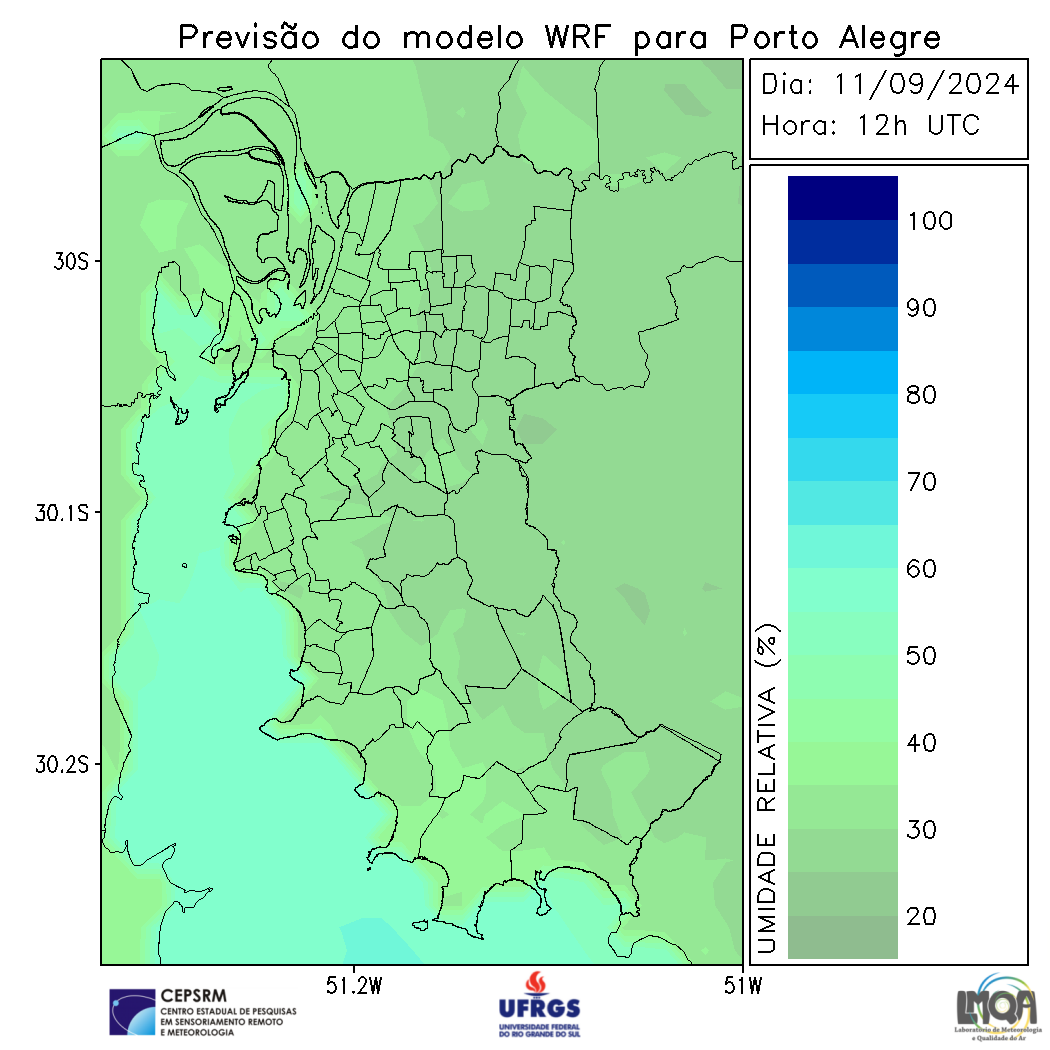 Previsão do modelo WRF para Porto Alegre
Dia: 11/09/2024
Hora: 12h UTC
30S
30.1S
30.2S
51.2W
51W
100
90
80
70
60
50
40
30
20
UMIDADE RELATIVA (%)
CEPSRM
CENTRO ESTADUAL DE PESQUISAS
EM SENSORIAMENTO REMOTO
E METEOROLOGIA
UFRGS
UNIVERSIDADE FEDERAL
DO RIO GRANDE DO SUL
LMQA
Laboratório de Meteorologia
e Qualidade do Ar